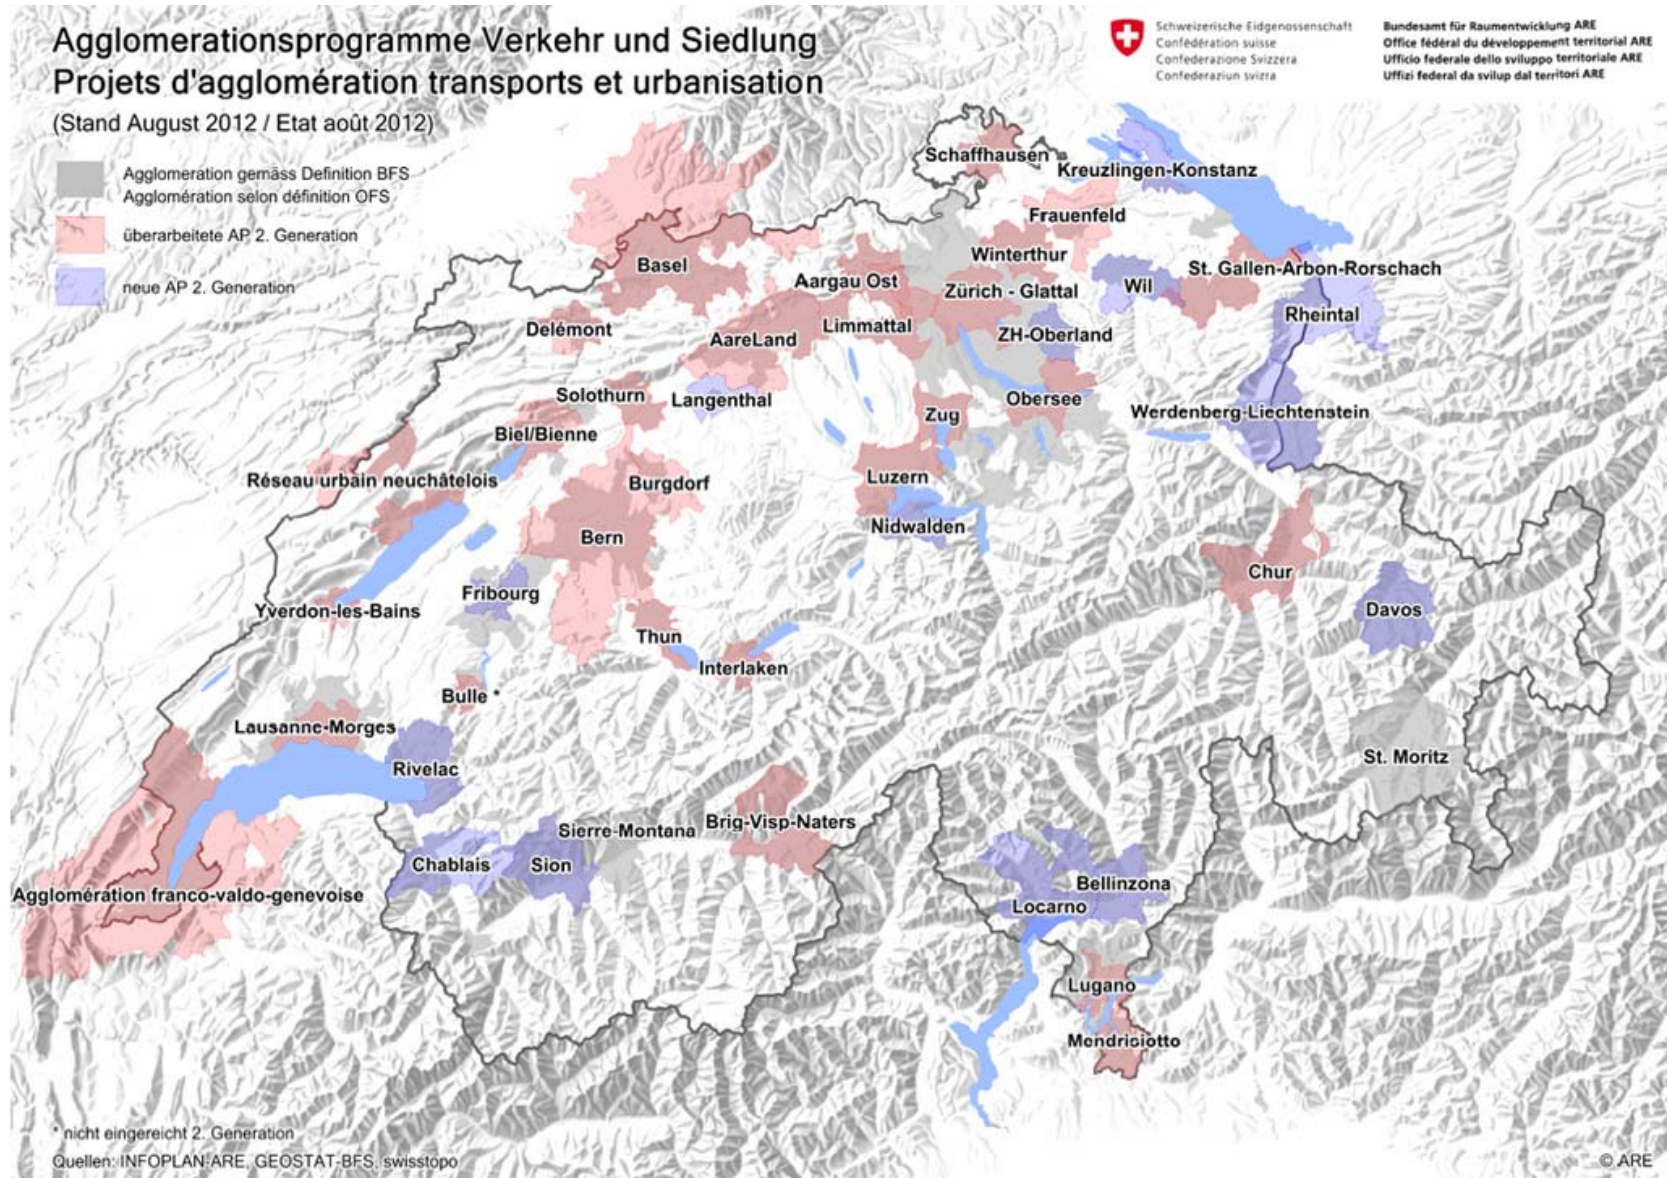 Agglomerationsprogramme Verkehr und Siedlung
Projets d'agglomération transports et urbanisation
(Stand August 2012 / Etat août 2012)
Schweizerische Eidgenossenschaft
Confédération suisse
Confederazione Svizzera
Confederaziun svizra
Bundesamt für Raumentwicklung ARE
Office fédéral du développement territorial ARE
Ufficio federale dello sviluppo territoriale ARE
Uffizi federal da svilup dal territori ARE
Agglomeration gemäss Definition BFS
Agglomération selon définition OFS
überarbeitete AP 2. Generation
neue AP 2. Generation
Schaffhausen
Kreuzlingen-Konstanz
Frauenfeld
Winterthur
Basel
St. Gallen-Arbon-Rorschach
Aargau Ost
Zürich - Glattal
Wil
Rheintal
Delémont
Limmattal
AareLand
ZH-Oberland
Solothurn
Langenthal
Obersee
Zug
Werdenberg-Liechtenstein
Biel/Bienne
Réseau urbain neuchâtelois
Burgdorf
Luzern
Nidwalden
Bern
Chur
Fribourg
Davos
Yverdon-les-Bains
Thun
Interlaken
Bulle *
Lausanne-Morges
St. Moritz
Rivelac
Sierre-Montana
Brig-Visp-Naters
Chablais
Sion
Bellinzona
Agglomération franco-valdo-genevoise
Locarno
Lugano
Mendrisiotto
* nicht eingereicht 2. Generation
Quellen: INFOPLAN-ARE, GEOSTAT-BFS, swisstopo
© ARE